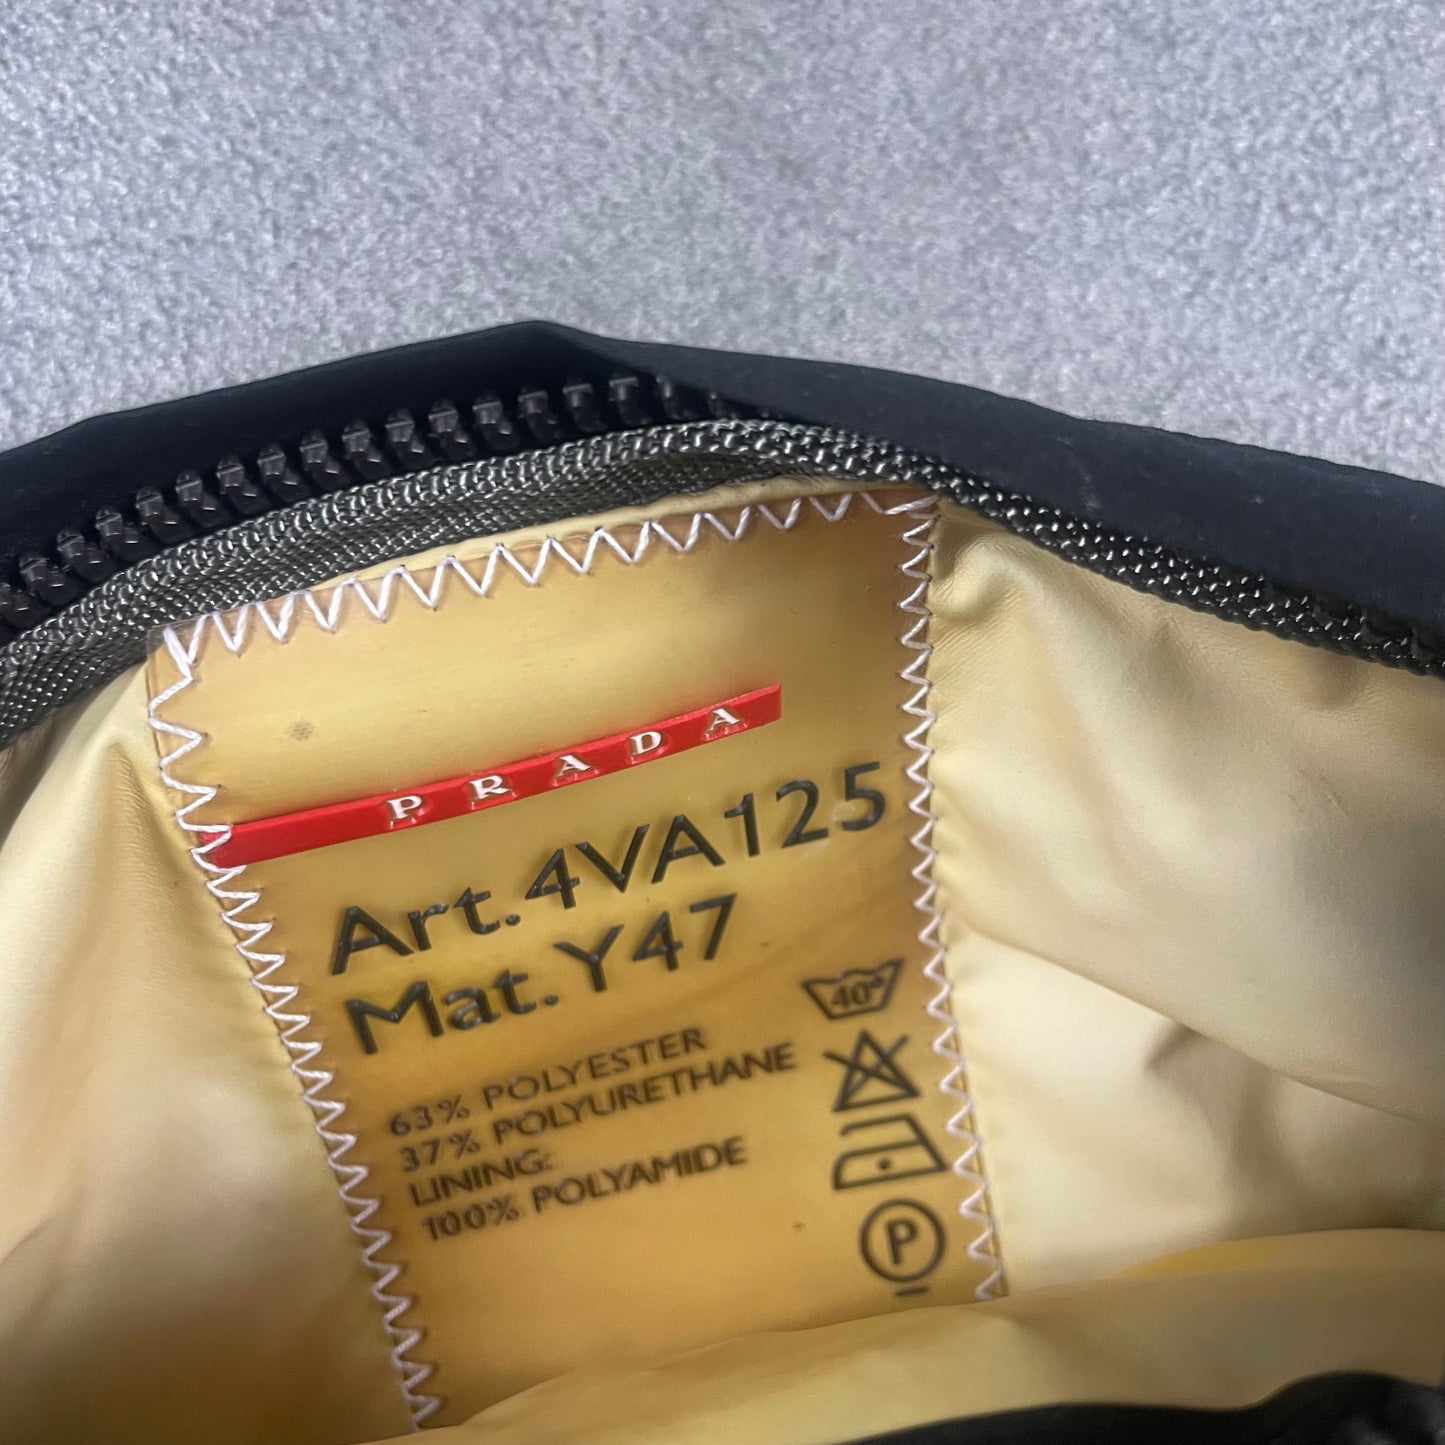 PRADA
Art. 4VA125
Mat. Y47
63% POLYESTER
37% POLYURETHANE
LINING:
100% POLYAMIDE
40°
P